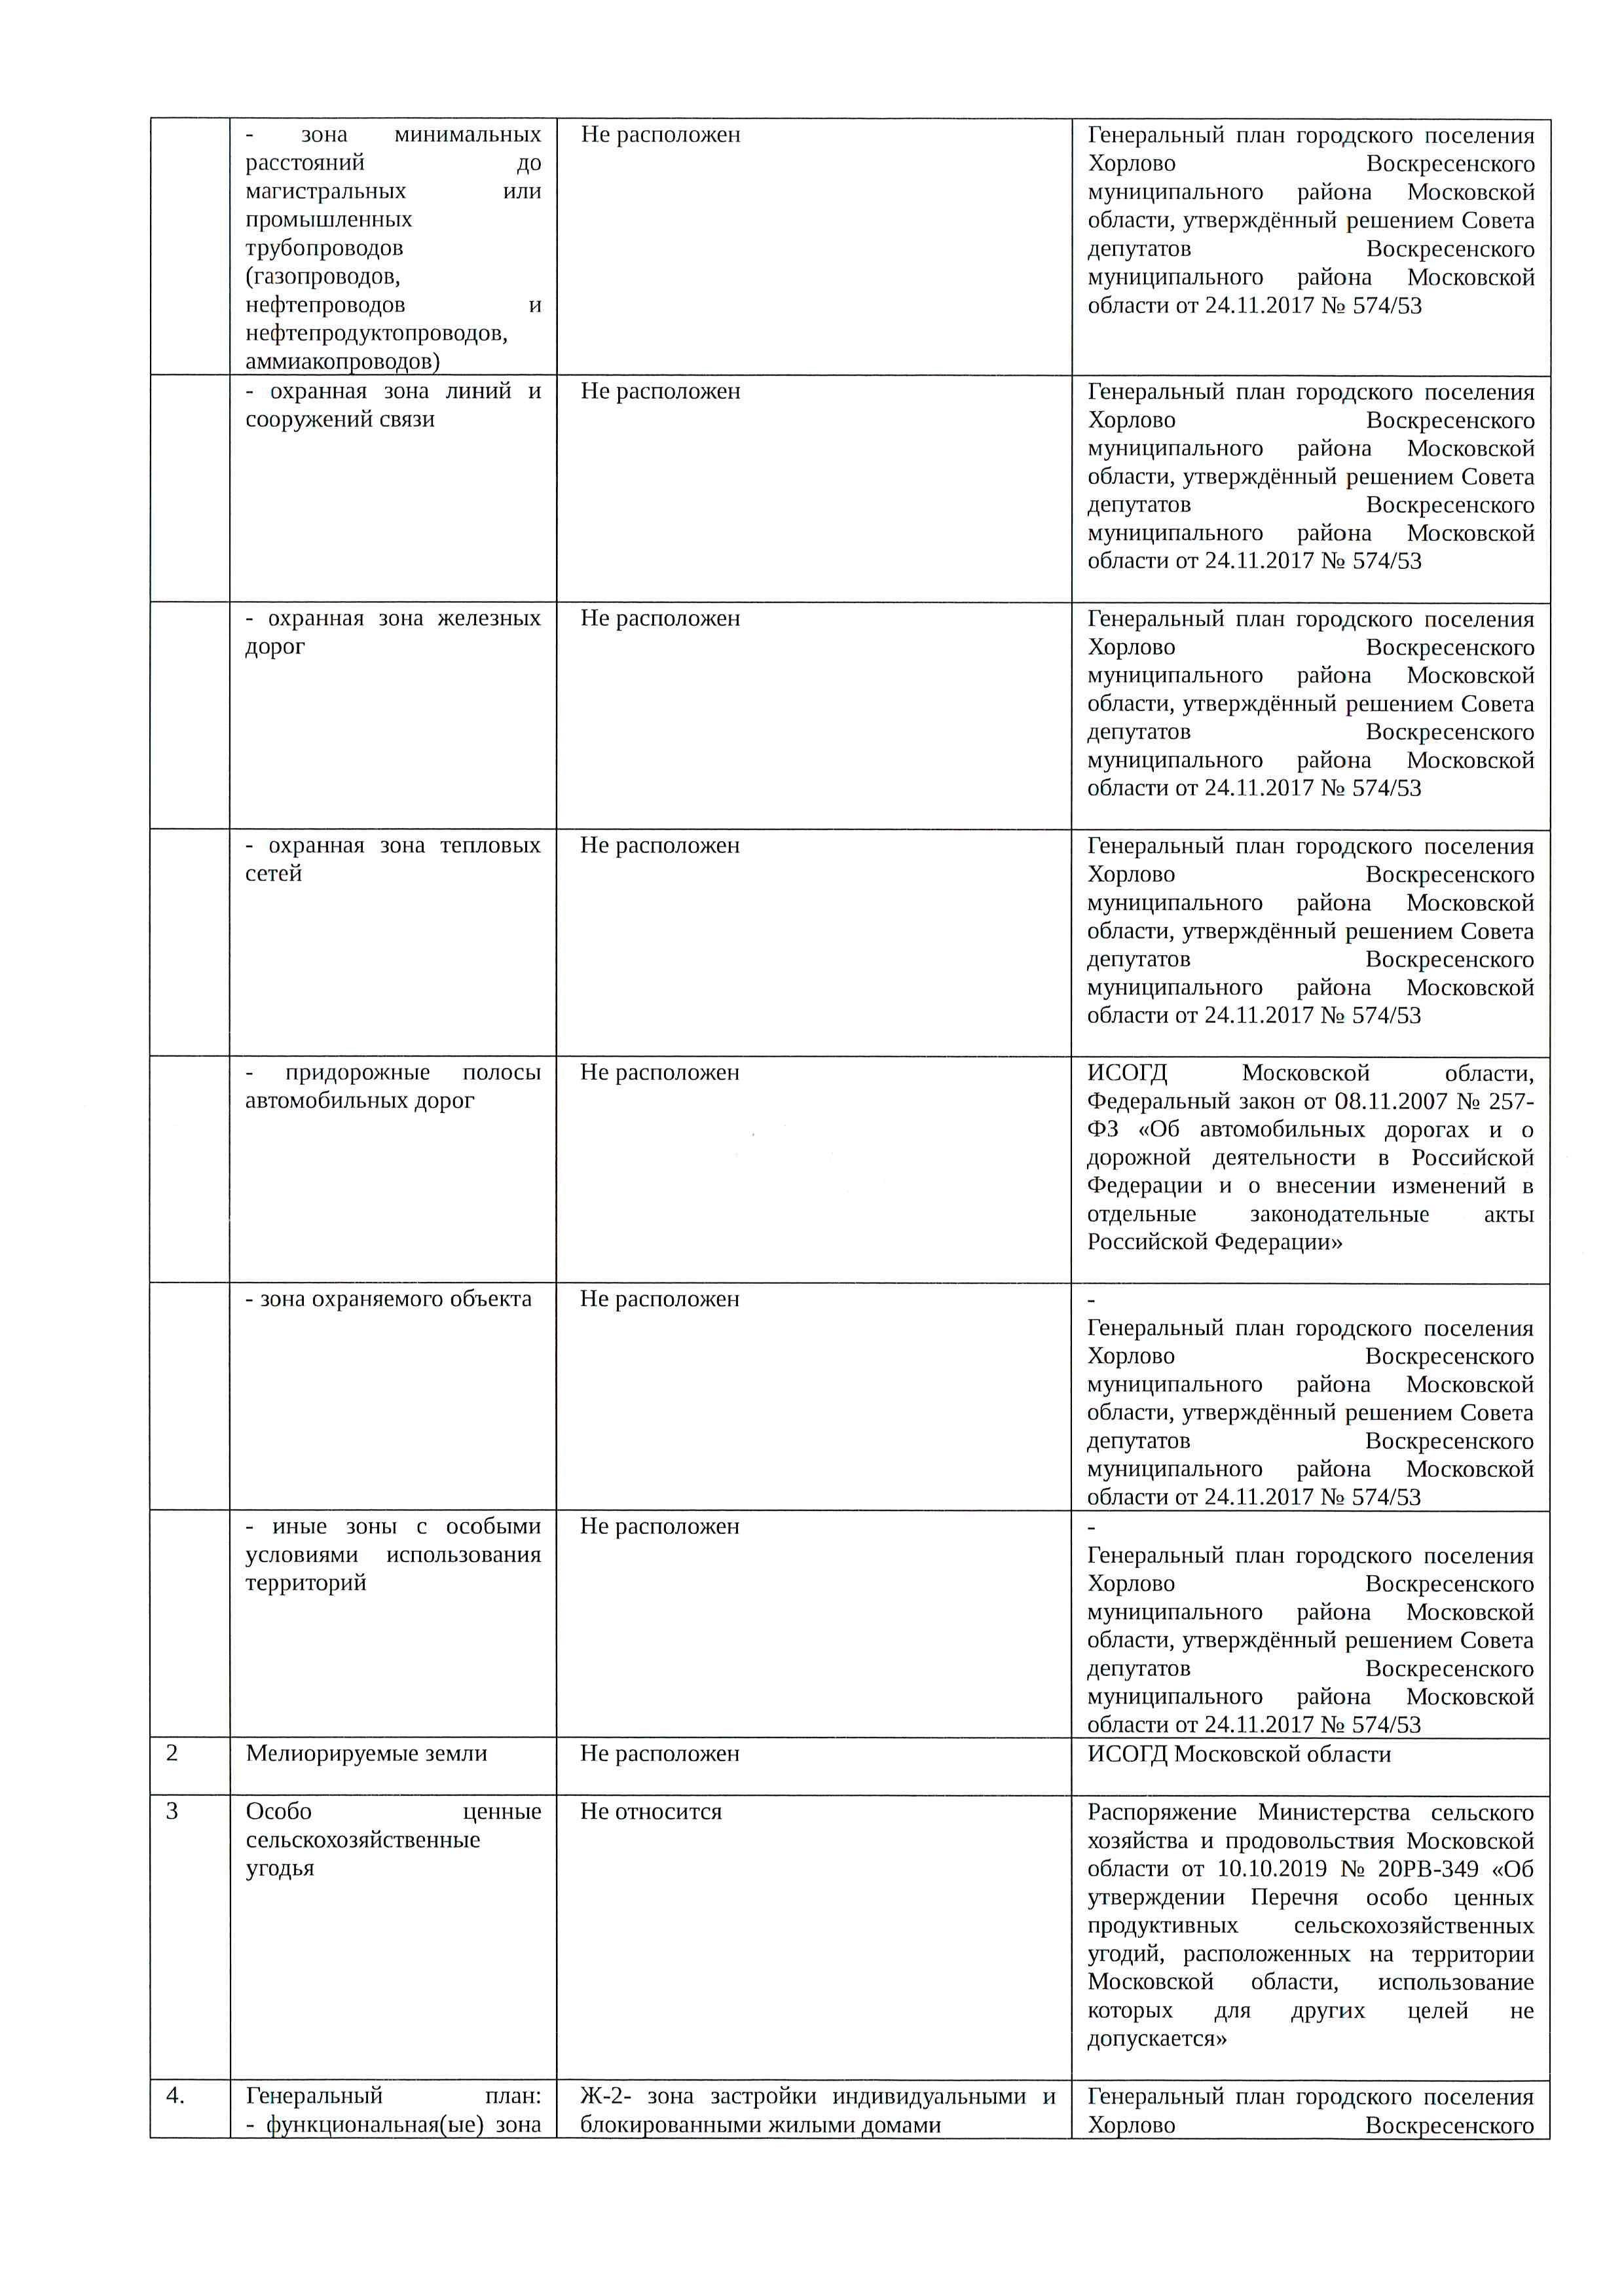 - зона минимальных
расстояний до
магистральных или
промышленных
трубопроводов
(газопроводов,
нефтепроводов и
нефтепродуктопроводов,
аммиакопроводов)
Не расположен
Генеральный план городского поселения
Хорлово Воскресенского
муниципального района Московской
области, утверждённый решением Совета
депутатов Воскресенского
муниципального района Московской
области от 24.11.2017 № 574/53
- охранная зона линий и
сооружений связи
Не расположен
Генеральный план городского поселения
Хорлово Воскресенского
муниципального района Московской
области, утверждённый решением Совета
депутатов Воскресенского
муниципального района Московской
области от 24.11.2017 № 574/53
- охранная зона железных
дорог
Не расположен
Генеральный план городского поселения
Хорлово Воскресенского
муниципального района Московской
области, утверждённый решением Совета
депутатов Воскресенского
муниципального района Московской
области от 24.11.2017 № 574/53
- охранная зона тепловых
сетей
Не расположен
Генеральный план городского поселения
Хорлово Воскресенского
муниципального района Московской
области, утверждённый решением Совета
депутатов Воскресенского
муниципального района Московской
области от 24.11.2017 № 574/53
- придорожные полосы
автомобильных дорог
Не расположен
ИСОГД Московской области,
Федеральный закон от 08.11.2007 № 257-
ФЗ «Об автомобильных дорогах и о
дорожной деятельности в Российской
Федерации и о внесении изменений в
отдельные законодательные акты
Российской Федерации»
- зона охраняемого объекта
Не расположен
-
Генеральный план городского поселения
Хорлово Воскресенского
муниципального района Московской
области, утверждённый решением Совета
депутатов Воскресенского
муниципального района Московской
области от 24.11.2017 № 574/53
- иные зоны с особыми
условиями использования
территорий
Не расположен
-
Генеральный план городского поселения
Хорлово Воскресенского
муниципального района Московской
области, утверждённый решением Совета
депутатов Воскресенского
муниципального района Московской
области от 24.11.2017 № 574/53
2
Мелиорируемые земли
Не расположен
ИСОГД Московской области
3
Особо ценные
сельскохозяйственные
угодья
Не относится
Распоряжение Министерства сельского
хозяйства и продовольствия Московской
области от 10.10.2019 № 20РВ-349 «Об
утверждении Перечня особо ценных
продуктивных сельскохозяйственных
угодий, расположенных на территории
Московской области, использование
которых для других целей не
допускается»
4.
Генеральный план:
- функциональная(ые) зона
Ж-2- зона застройки индивидуальными и
блокированными жилыми домами
Генеральный план городского поселения
Хорлово Воскресенского